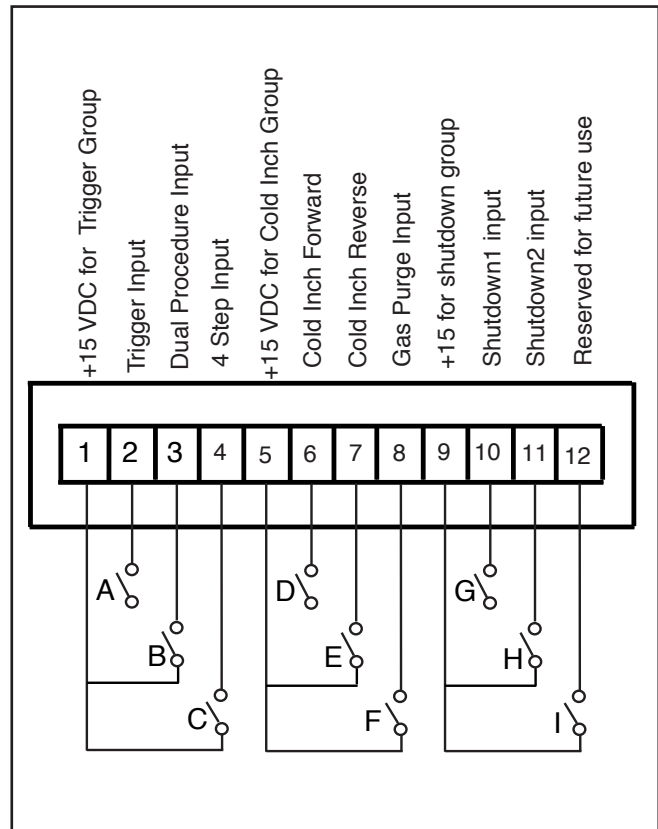 +15 VDC for Trigger Group
Trigger Input
Dual Procedure Input
4 Step Input
+15 VDC for Cold Inch Group
Cold Inch Forward
Cold Inch Reverse
Gas Purge Input
+15 for shutdown group
Shutdown1 input
Shutdown2 input
Reserved for future use
1 2 3 4 5 6 7 8 9 10 11 12
A D G
B E H
C F I